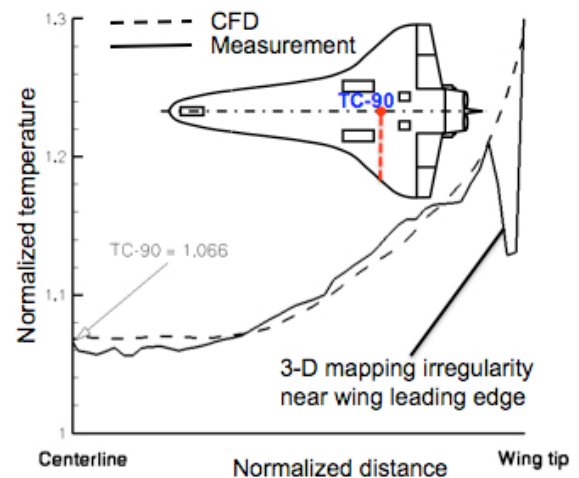 1.3
CFD
Measurement
TC-90
1.2
TC-90 = 1.066
1.1
1
Normalized temperature
3-D mapping irregularity
near wing leading edge
Centerline
Normalized distance
Wing tip